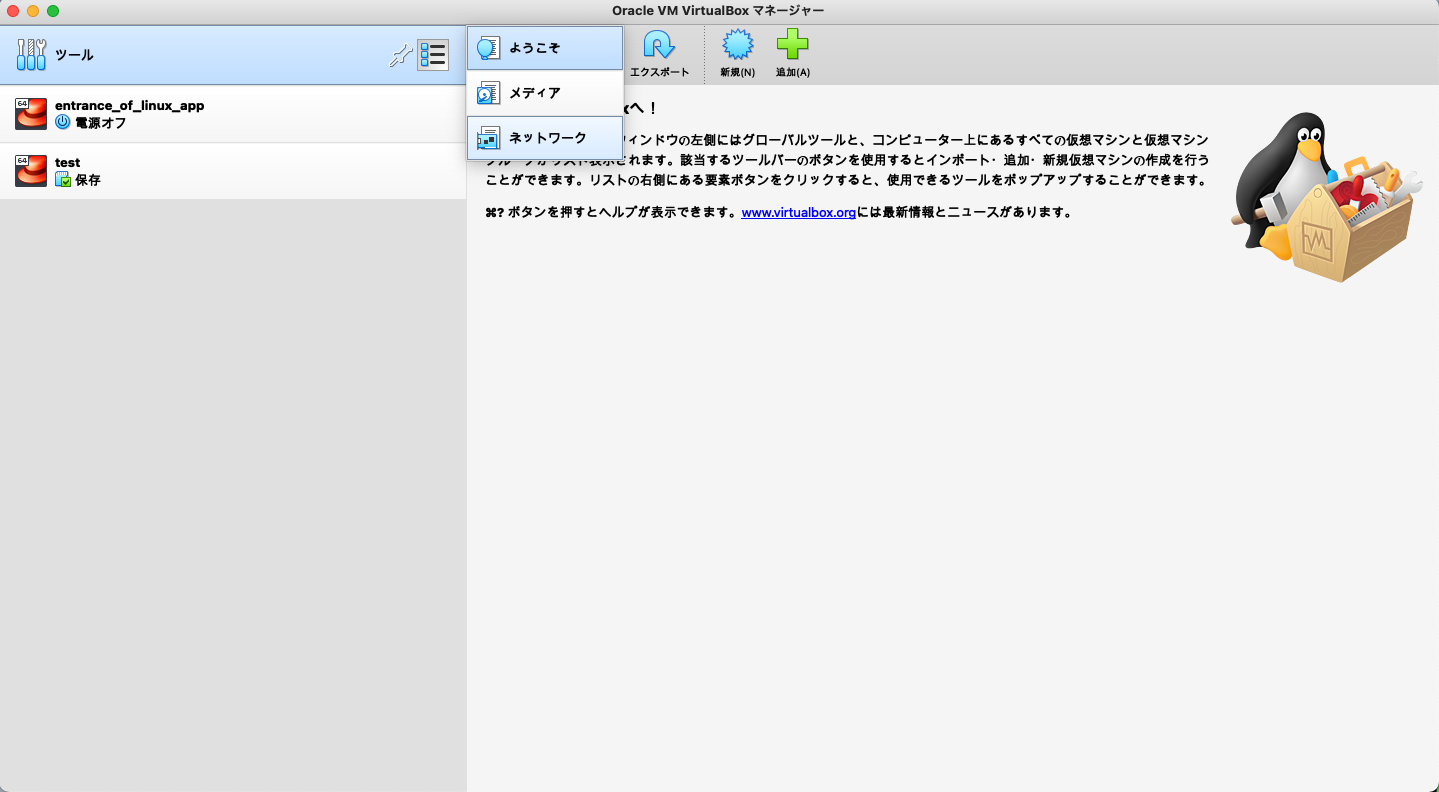 Oracle VM VirtualBox マネージャー
ツール
ようこそ
メディア
ネットワーク
エクスポート
新規(N)
追加(A)
64
entrance_of_linux_app
電源オフ
64
test
保存
xへ！
ィンドウの左側にはグローバルツールと、コンピューター上にあるすべての仮想マシンと仮想マシン
グループがリスト表示されます。該当するツールバーのボタンを使用するとインポート・追加・新規仮想マシンの作成を行う
ことができます。リストの右側にある要素ボタンをクリックすると、使用できるツールをポップアップすることができます。
⌘? ボタンを押すとヘルプが表示できます。www.virtualbox.orgには最新情報とニュースがあります。